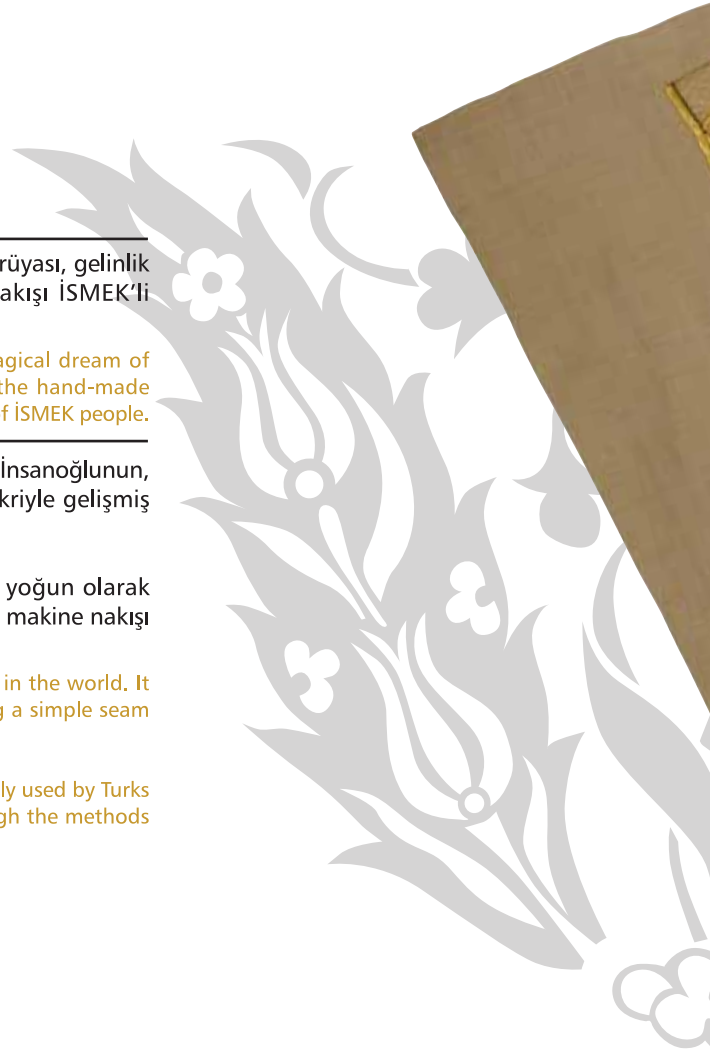 rüyası, gelinlik
akışı İSMEK'li
agical dream of
the hand-made
f İSMEK people.
İnsanoğlunun,
kriyle gelişmiş
yoğun olarak
makine nakışı
in the world. It
g a simple seam
ly used by Turks
gh the methods